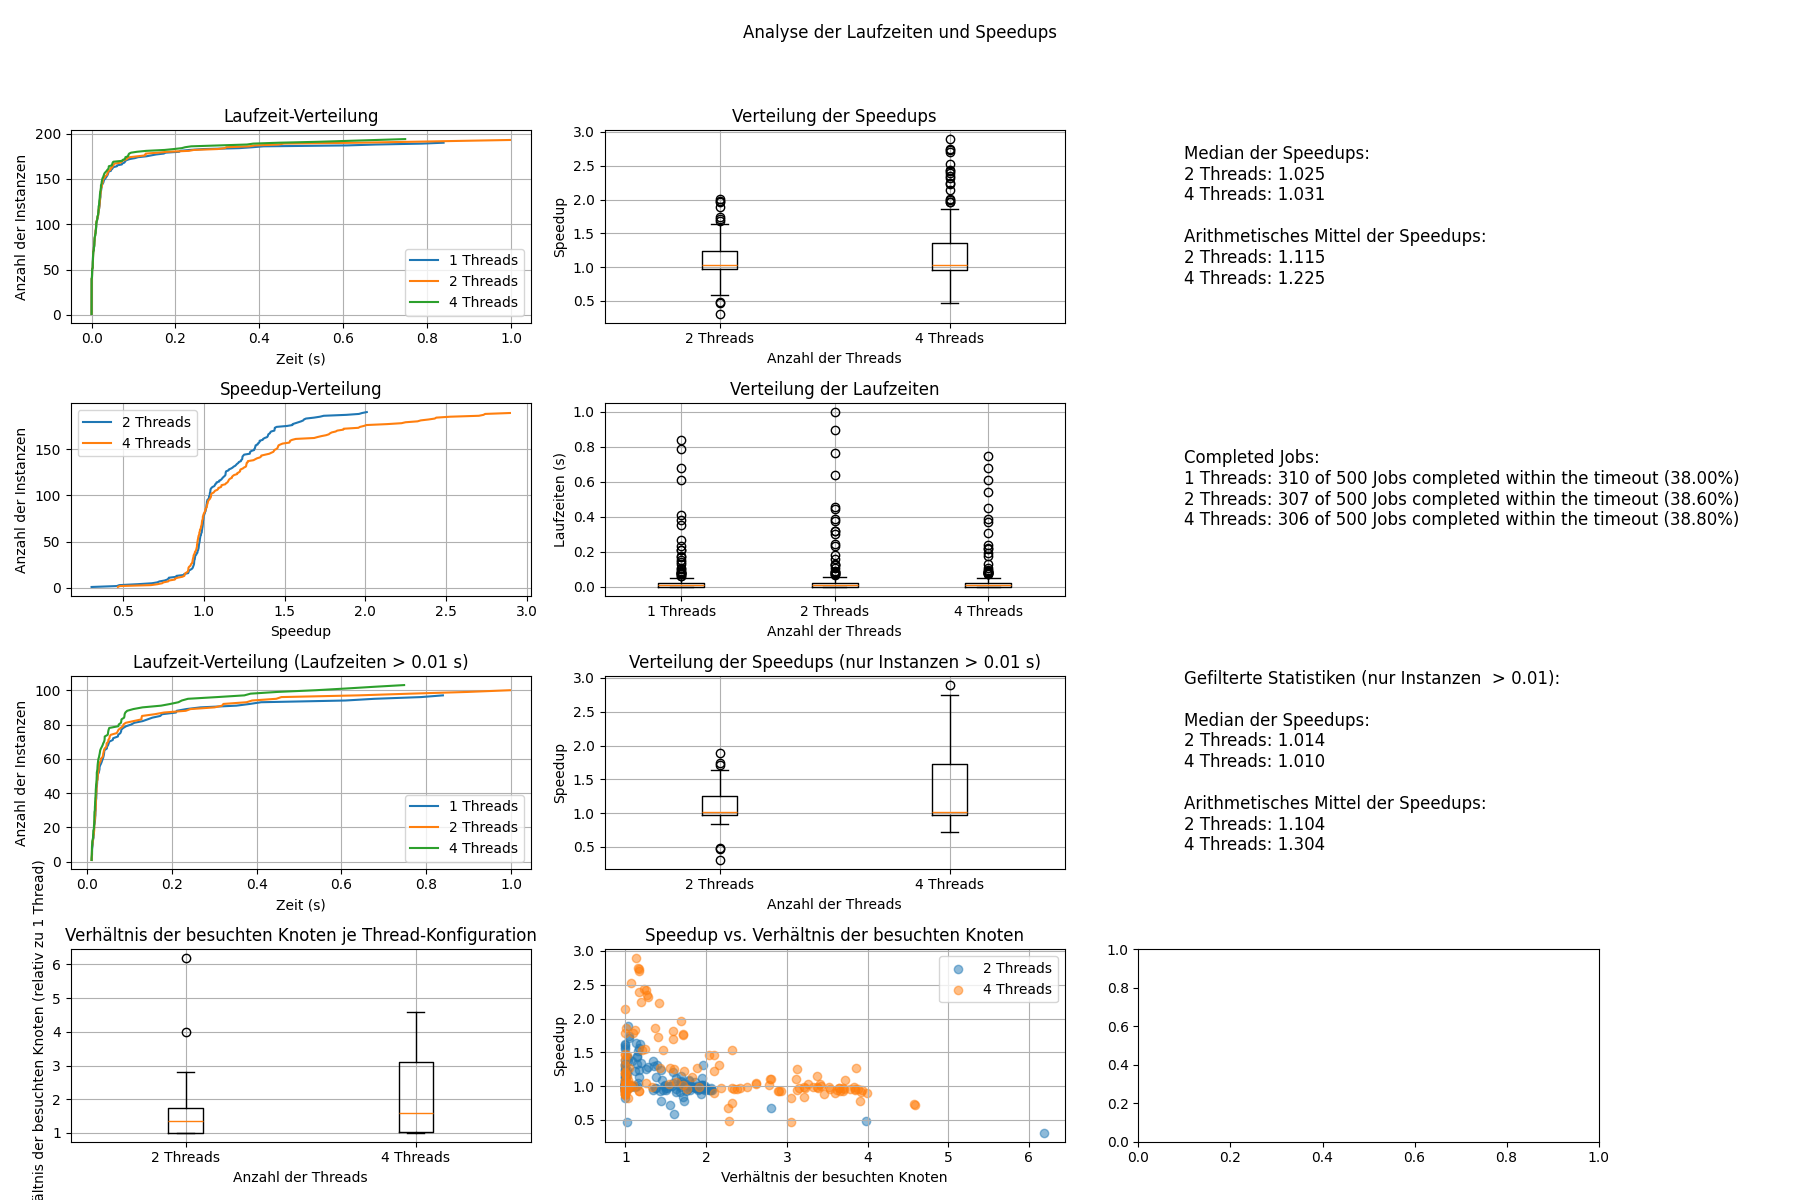 Analyse der Laufzeiten und Speedups
Laufzeit-Verteilung
Anzahl der Instanzen
200
150
100
50
0
1 Threads
2 Threads
4 Threads
0.0 0.2 0.4 0.6 0.8 1.0
Zeit (s)
Verteilung der Speedups
Speedup
3.0
2.5
2.0
1.5
1.0
0.5
2 Threads 4 Threads
Anzahl der Threads
Median der Speedups:
2 Threads: 1.025
4 Threads: 1.031
Arithmetisches Mittel der Speedups:
2 Threads: 1.115
4 Threads: 1.225
Speedup-Verteilung
Anzahl der Instanzen
150
100
50
0
2 Threads
4 Threads
0.5 1.0 1.5 2.0 2.5 3.0
Speedup
Verteilung der Laufzeiten
Laufzeiten (s)
1.0
0.8
0.6
0.4
0.2
0.0
1 Threads 2 Threads 4 Threads
Anzahl der Threads
Completed Jobs:
1 Threads: 310 of 500 Jobs completed within the timeout (38.00%)
2 Threads: 307 of 500 Jobs completed within the timeout (38.60%)
4 Threads: 306 of 500 Jobs completed within the timeout (38.80%)
Laufzeit-Verteilung (Laufzeiten > 0.01 s)
Anzahl der Instanzen
100
80
60
40
20
0
1 Threads
2 Threads
4 Threads
0.0 0.2 0.4 0.6 0.8 1.0
Zeit (s)
Verteilung der Speedups (nur Instanzen > 0.01 s)
Speedup
3.0
2.5
2.0
1.5
1.0
0.5
2 Threads 4 Threads
Anzahl der Threads
Gefilterte Statistiken (nur Instanzen  > 0.01):
Median der Speedups:
2 Threads: 1.014
4 Threads: 1.010
Arithmetisches Mittel der Speedups:
2 Threads: 1.104
4 Threads: 1.304
Verhältnis der besuchten Knoten je Thread-Konfiguration
ältnis der besuchten Knoten (relativ zu 1 Thread)
6
5
4
3
2
1
2 Threads 4 Threads
Anzahl der Threads
Speedup vs. Verhältnis der besuchten Knoten
Speedup
3.0
2.5
2.0
1.5
1.0
0.5
2 Threads
4 Threads
1 2 3 4 5 6
Verhältnis der besuchten Knoten
1.0
0.8
0.6
0.4
0.2
0.0
0.0 0.2 0.4 0.6 0.8 1.0